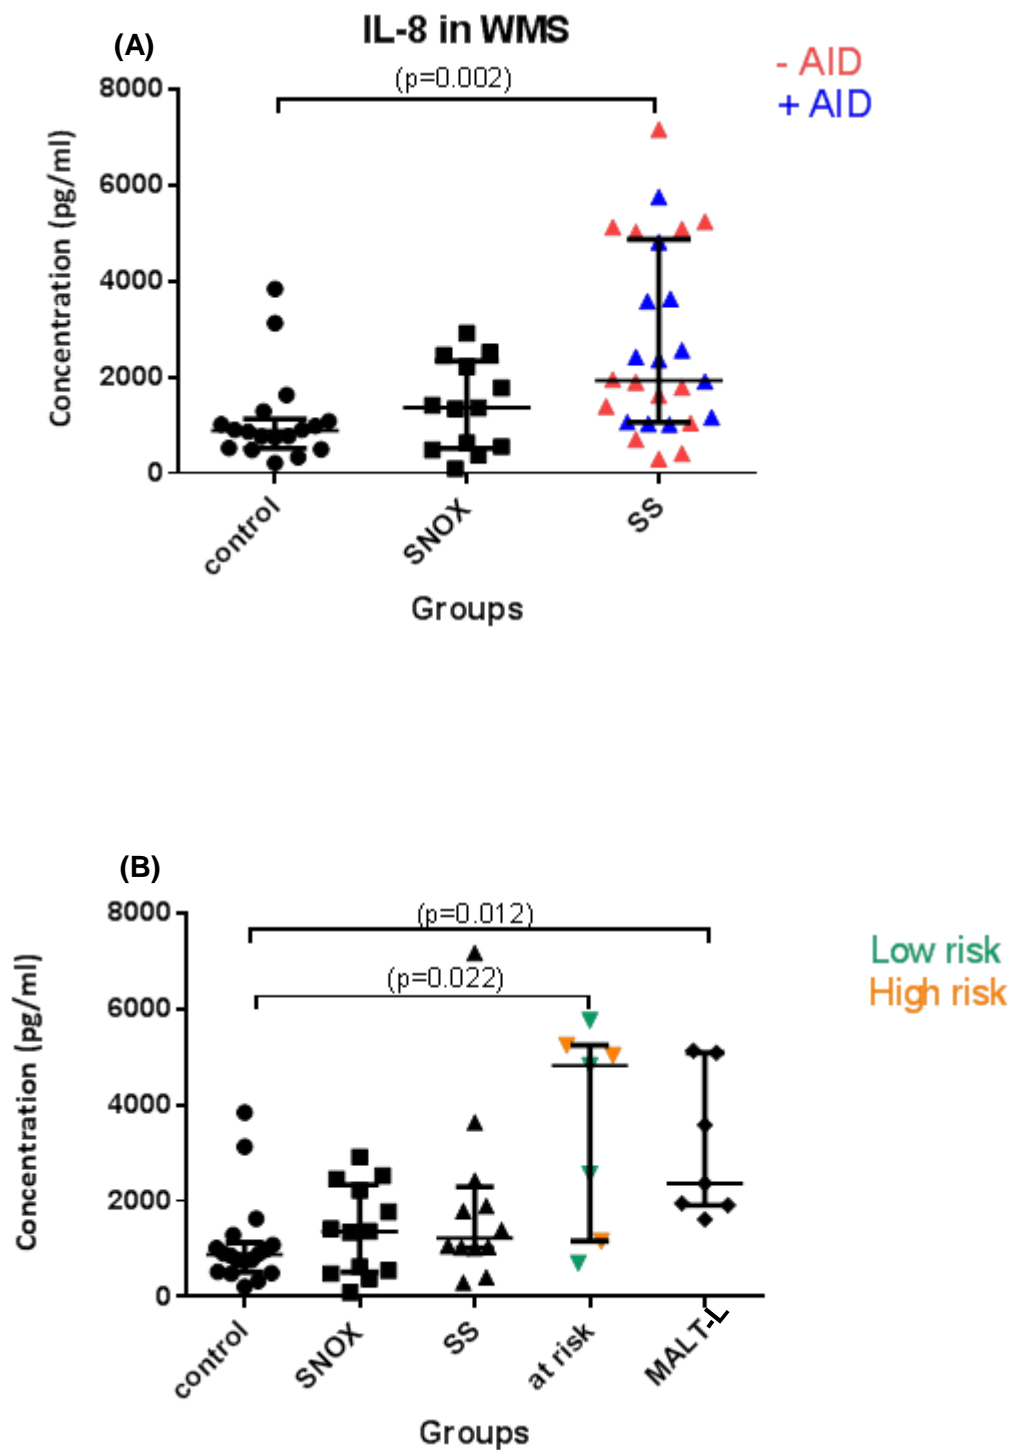 (A)
IL-8 in WMS
- AID
+ AID
(p=0.002)
8000
6000
4000
2000
0
Concentration (pg/ml)
control
SNOX
SS
Groups
(B)
Low risk
High risk
(p=0.012)
(p=0.022)
8000
6000
4000
2000
0
Concentration (pg/ml)
control
SNOX
SS
at risk
MALT-L
Groups